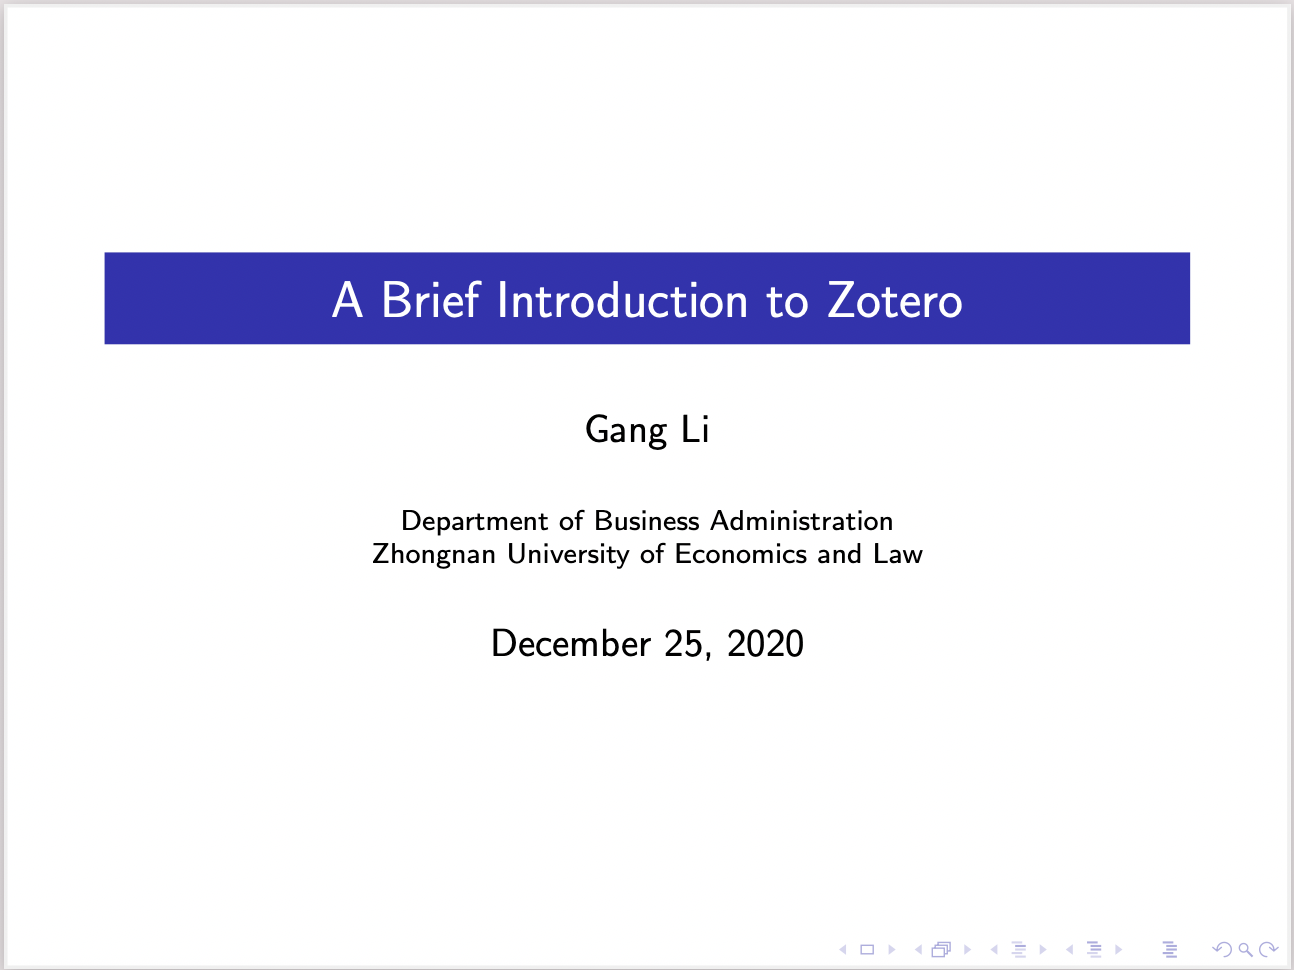 A Brief Introduction to Zotero
Gang Li
Department of Business Administration
Zhongnan University of Economics and Law
December 25, 2020